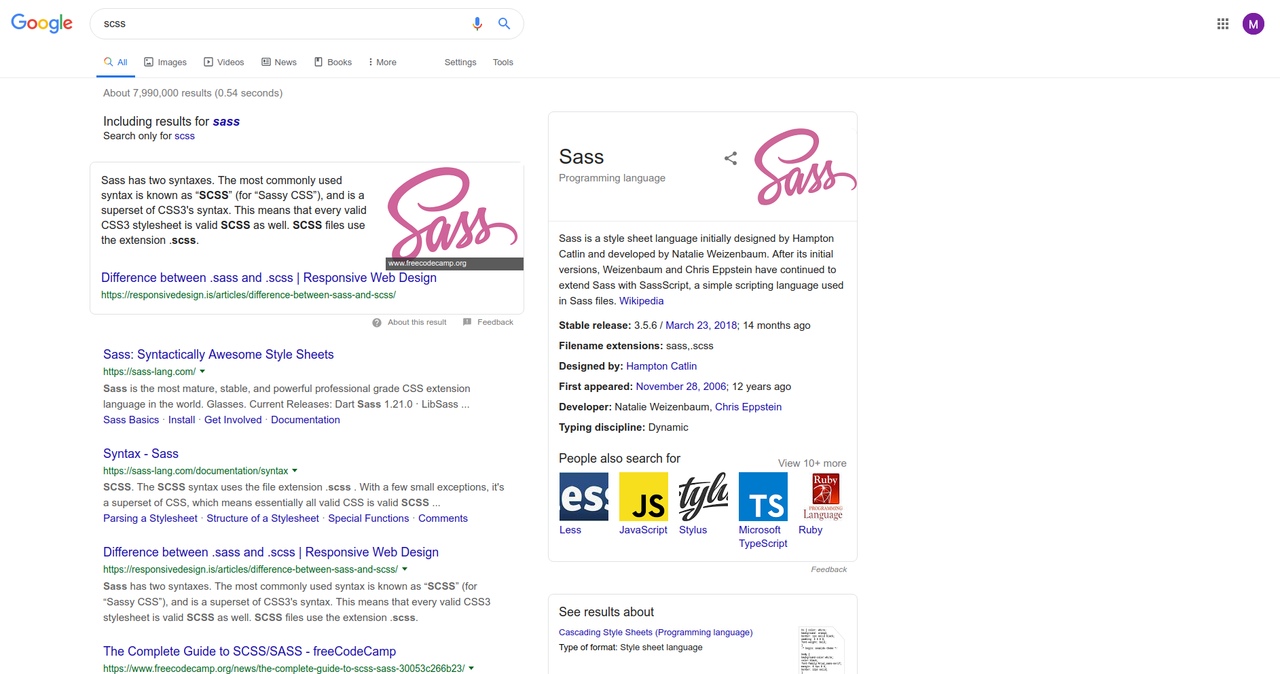 Google
scss
M
All
Images
Videos
News
Books
More
Settings
Tools
About 7,990,000 results (0.54 seconds)
Including results for sass
Search only for scss
Sass has two syntaxes. The most commonly used
syntax is known as “SCSS” (for “Sassy CSS”), and is a
superset of CSS3's syntax. This means that every valid
CSS3 stylesheet is valid SCSS as well. SCSS files use
the extension .scss.
Sass
www.freecodecamp.org
Difference between .sass and .scss | Responsive Web Design
https://responsivedesign.is/articles/difference-between-sass-and-scss/
About this result
Feedback
Sass: Syntactically Awesome Style Sheets
https://sass-lang.com/
Sass is the most mature, stable, and powerful professional grade CSS extension
language in the world. Glasses. Current Releases: Dart Sass 1.21.0 · LibSass ...
Sass Basics · Install · Get Involved · Documentation
Syntax - Sass
https://sass-lang.com/documentation/syntax
SCSS. The SCSS syntax uses the file extension .scss . With a few small exceptions, it's
a superset of CSS, which means essentially all valid CSS is valid SCSS ...
Parsing a Stylesheet · Structure of a Stylesheet · Special Functions · Comments
Difference between .sass and .scss | Responsive Web Design
https://responsivedesign.is/articles/difference-between-sass-and-scss/
Sass has two syntaxes. The most commonly used syntax is known as “SCSS” (for
“Sassy CSS”), and is a superset of CSS3's syntax. This means that every valid CSS3
stylesheet is valid SCSS as well. SCSS files use the extension .scss.
The Complete Guide to SCSS/SASS - freeCodeCamp
https://www.freecodecamp.org/news/the-complete-guide-to-scss-sass-30053c266b23/
Sass
Programming language
Sass
Sass is a style sheet language initially designed by Hampton
Catlin and developed by Natalie Weizenbaum. After its initial
versions, Weizenbaum and Chris Eppstein have continued to
extend Sass with SassScript, a simple scripting language used
in Sass files. Wikipedia
Stable release: 3.5.6 / March 23, 2018; 14 months ago
Filename extensions: sass,.scss
Designed by: Hampton Catlin
First appeared: November 28, 2006; 12 years ago
Developer: Natalie Weizenbaum, Chris Eppstein
Typing discipline: Dynamic
People also search for
View 10+ more
JS
TS
Ruby
PROGRAMMING
Language
Less
JavaScript
Stylus
Microsoft
TypeScript
Ruby
Feedback
See results about
Cascading Style Sheets (Programming language)
Type of format: Style sheet language